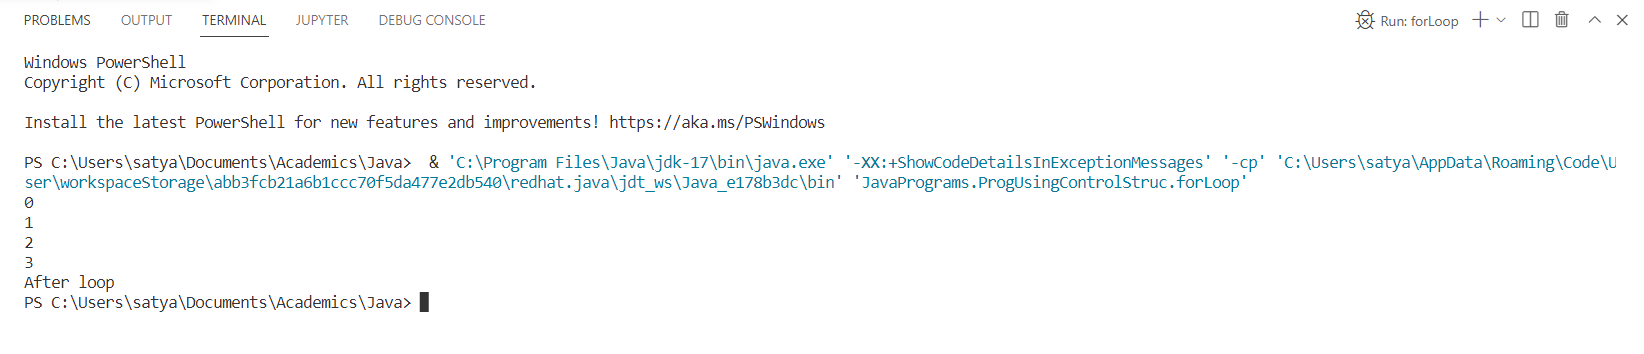 PROBLEMS OUTPUT TERMINAL JUPYTER DEBUG CONSOLE Run: forLoop
Windows PowerShell
Copyright (C) Microsoft Corporation. All rights reserved.
Install the latest PowerShell for new features and improvements! https://aka.ms/PSWindows
PS C:\Users\satya\Documents\Academics\Java>  & 'C:\Program Files\Java\jdk-17\bin\java.exe' '-XX:+ShowCodeDetailsInExceptionMessages' '-cp' 'C:\Users\satya\AppData\Roaming\Code\U
ser\workspaceStorage\abb3fcb21a6b1ccc70f5da477e2db540\redhat.java\jdt_ws\Java_e178b3dc\bin' 'JavaPrograms.ProgUsingControlStruc.forLoop'
0
1
2
3
After loop
PS C:\Users\satya\Documents\Academics\Java>